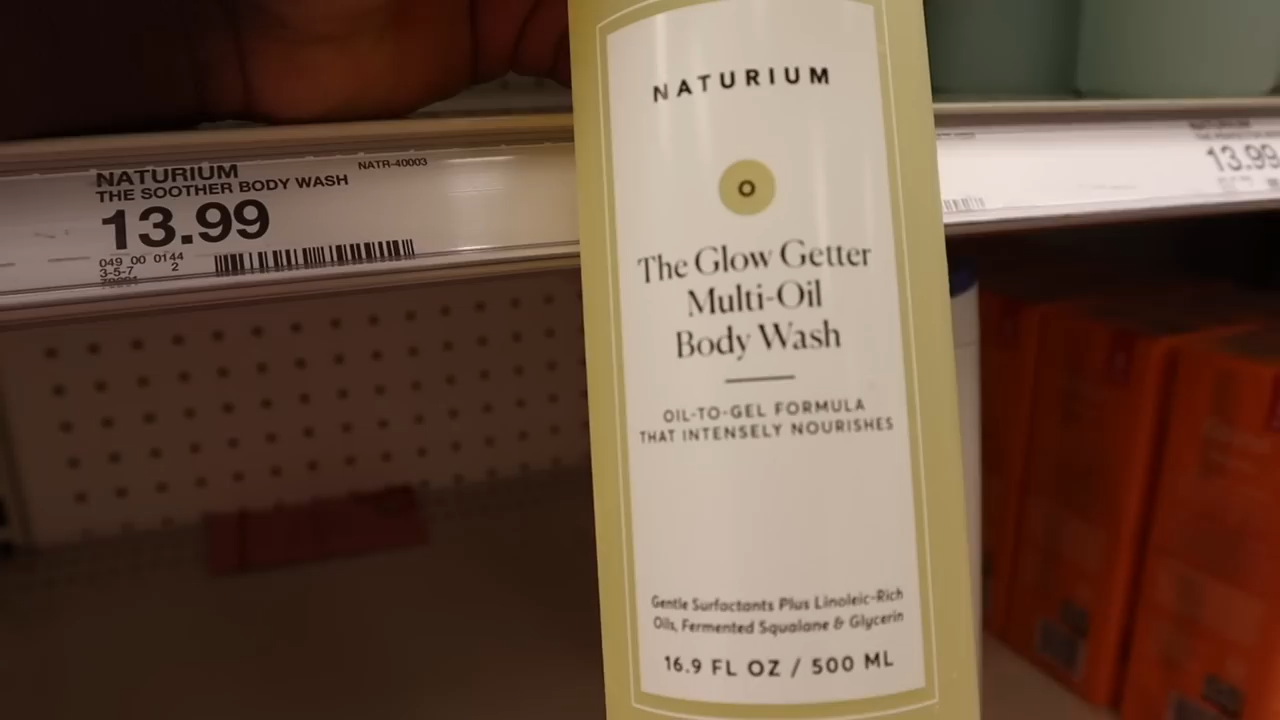 NATURIUM
THE SOOTHER BODY WASH
NATR-40003
13.99
049 00 0144
3-5-7 2
NATURIUM
The Glow Getter
Multi-Oil
Body Wash
OIL-TO-GEL FORMULA
THAT INTENSELY NOURISHES
Gentle Surfactants Plus Linoleic-Rich
Oils, Fermented Squalane & Glycerin
16.9 FL OZ / 500 ML
NATURIUM
13.99